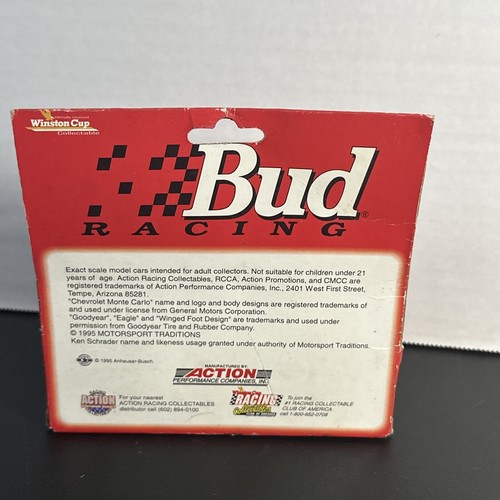 Winston Cup
Collectable
Bud
RACING
Exact scale model cars intended for adult collectors. Not suitable for children under 21
years of age. Action Racing Collectables, RCCA, Action Promotions, and CMCC are
registered trademarks of Action Performance Companies, Inc., 2401 West First Street,
Tempe, Arizona 85281.
"Chevrolet Monte Carlo" name and logo and body designs are registered trademarks of
and used under license from General Motors Corporation.
"Goodyear", "Eagle" and "Winged Foot Design" are trademarks and used under
permission from Goodyear Tire and Rubber Company.
© 1995 MOTORSPORT TRADITIONS
Ken Schrader name and likeness usage granted under authority of Motorsport Traditions.
© 1995 Anheuser-Busch.
MANUFACTURED BY:
ACTION
PERFORMANCE COMPANIES, INC.
ACTION
For your nearest
ACTION RACING COLLECTABLES
distributor call (602) 894-0100
RACING
Collectables
CLUB OF AMERICA
To join the
#1 RACING COLLECTABLE
CLUB OF AMERICA
call 1-800-952-0708